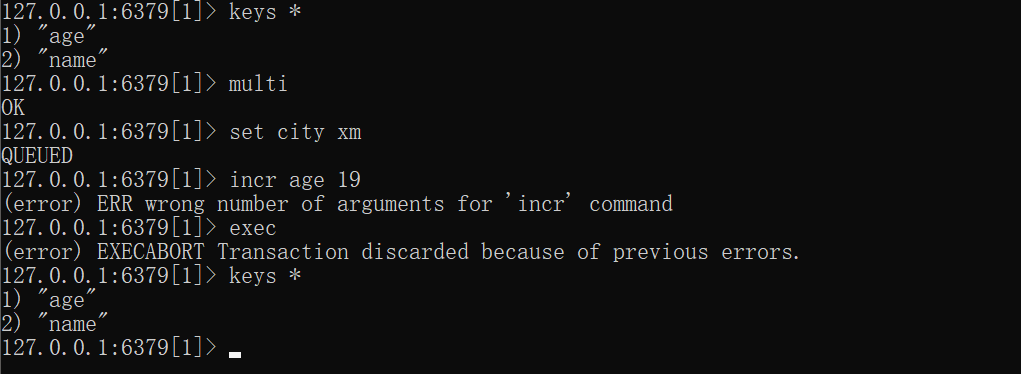 127.0.0.1:6379[1]> keys *
1) "age"
2) "name"
127.0.0.1:6379[1]> multi
OK
127.0.0.1:6379[1]> set city xm
QUEUED
127.0.0.1:6379[1]> incr age 19
(error) ERR wrong number of arguments for 'incr' command
127.0.0.1:6379[1]> exec
(error) EXECABORT Transaction discarded because of previous errors.
127.0.0.1:6379[1]> keys *
1) "age"
2) "name"
127.0.0.1:6379[1]>